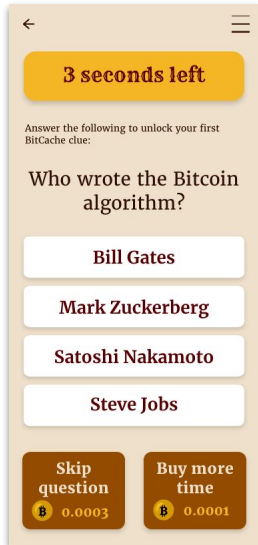 3 seconds left
Answer the following to unlock your first
BitCache clue:
Who wrote the Bitcoin
algorithm?
Bill Gates
Mark Zuckerberg
Satoshi Nakamoto
Steve Jobs
Skip
question
0.0003
Buy more
time
0.0001